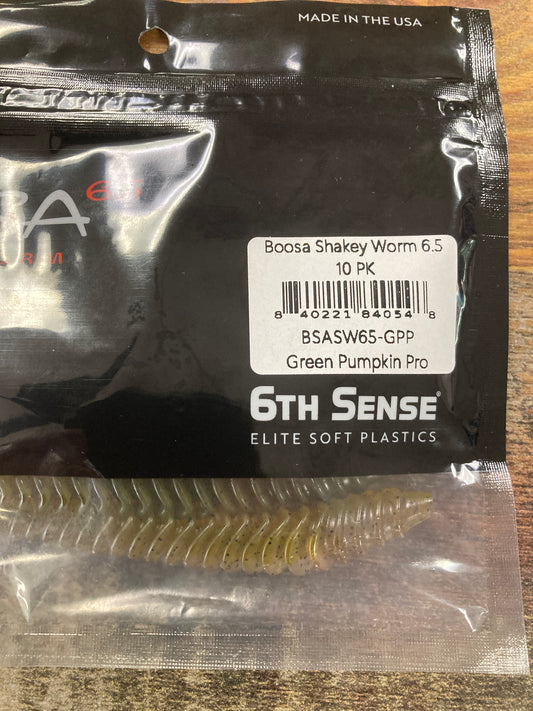 MADE IN THE USA
Boosa Shakey Worm 6.5
10 PK
8 40221 84054 8
BSASW65-GPP
Green Pumpkin Pro
6TH SENSE®
ELITE SOFT PLASTICS